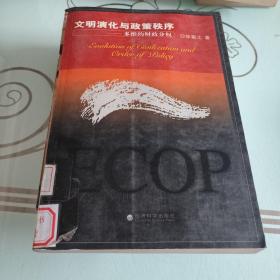 文明演化与政策秩序
多维的财政分权
Evolution of Civilization and
Order of Policy
ECOP
经济科学出版社